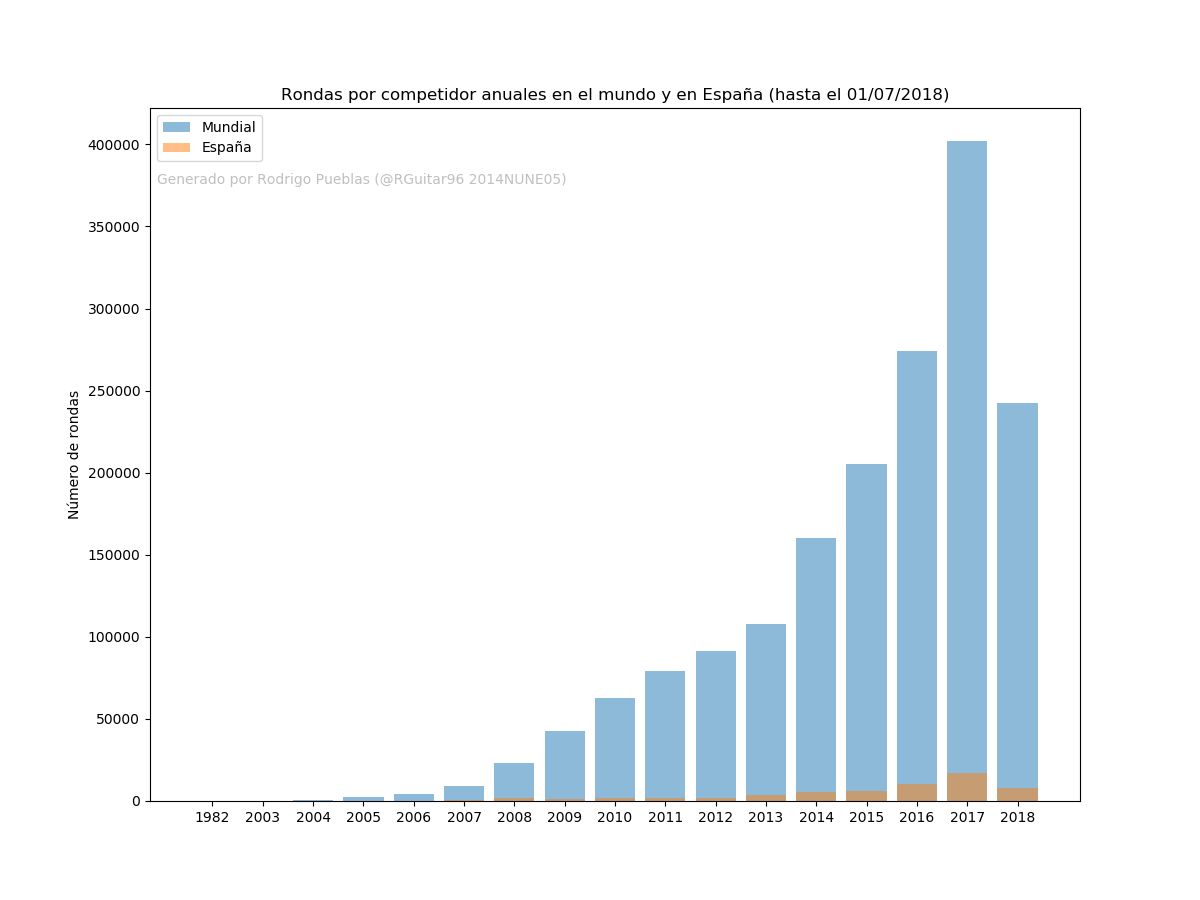 Rondas por competidor anuales en el mundo y en España (hasta el 01/07/2018)
Mundial
España
Generado por Rodrigo Pueblas (@RGuitar96 2014NUNE05)
Número de rondas
400000
350000
300000
250000
200000
150000
100000
50000
0
1982 2003 2004 2005 2006 2007 2008 2009 2010 2011 2012 2013 2014 2015 2016 2017 2018